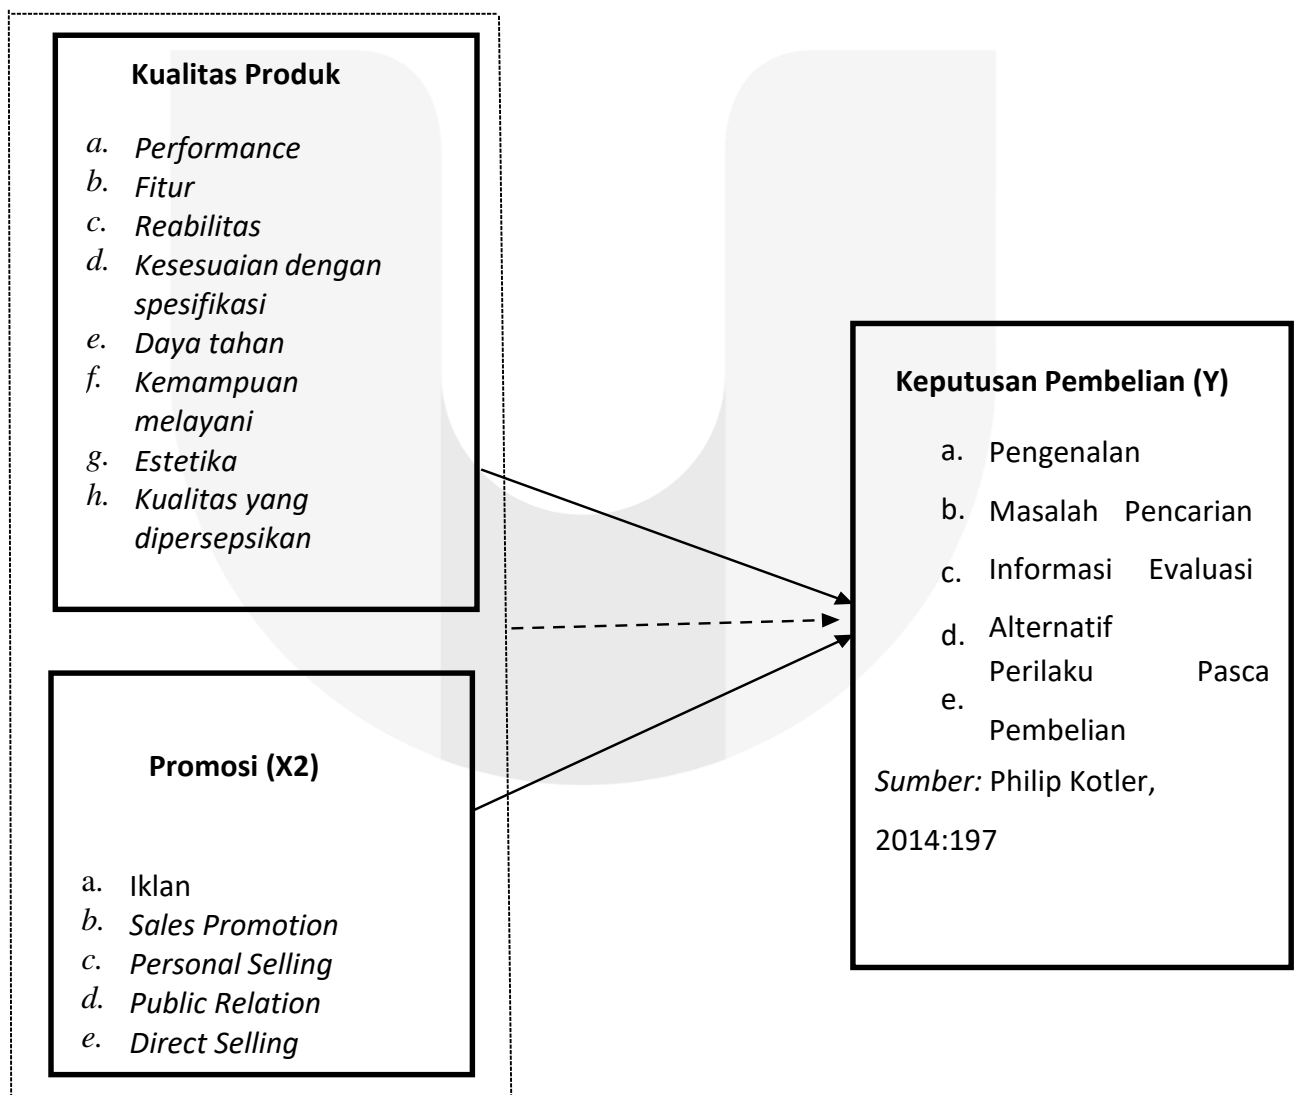 Kualitas Produk
a. Performance
b. Fitur
c. Reabilitas
d. Kesesuaian dengan
spesifikasi
e. Daya tahan
f. Kemampuan
melayani
g. Estetika
h. Kualitas yang
dipersepsikan
Promosi (X2)
a. Iklan
b. Sales Promotion
c. Personal Selling
d. Public Relation
e. Direct Selling
Keputusan Pembelian (Y)
a. Pengenalan
b. Masalah Pencarian
c. Informasi Evaluasi
d. Alternatif
Perilaku Pasca
e.
Pembelian
Sumber: Philip Kotler,
2014:197